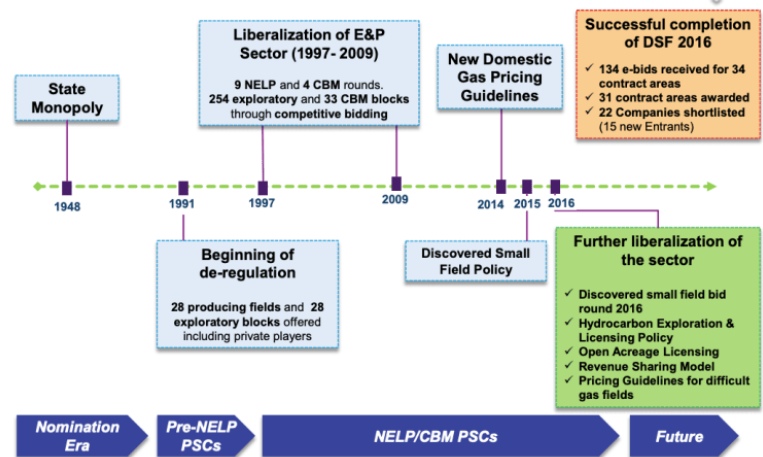 Liberalization of E&P
Sector (1997- 2009)
9 NELP and 4 CBM rounds.
254 exploratory and 33 CBM blocks
through competitive bidding
New Domestic
Gas Pricing
Guidelines
Successful completion
of DSF 2016
✓ 134 e-bids received for 34
contract areas
✓ 31 contract areas awarded
✓ 22 Companies shortlisted
(15 new Entrants)
State
Monopoly
1948
1991
1997
2009
2014
2015
2016
Beginning of
de-regulation
28 producing fields and 28
exploratory blocks offered
including private players
Discovered Small
Field Policy
Further liberalization of
the sector
✓ Discovered small field bid
round 2016
✓ Hydrocarbon Exploration &
Licensing Policy
✓ Open Acreage Licensing
✓ Revenue Sharing Model
✓ Pricing Guidelines for difficult
gas fields
Nomination
Era
Pre-NELP
PSCs
NELP/CBM PSCs
Future